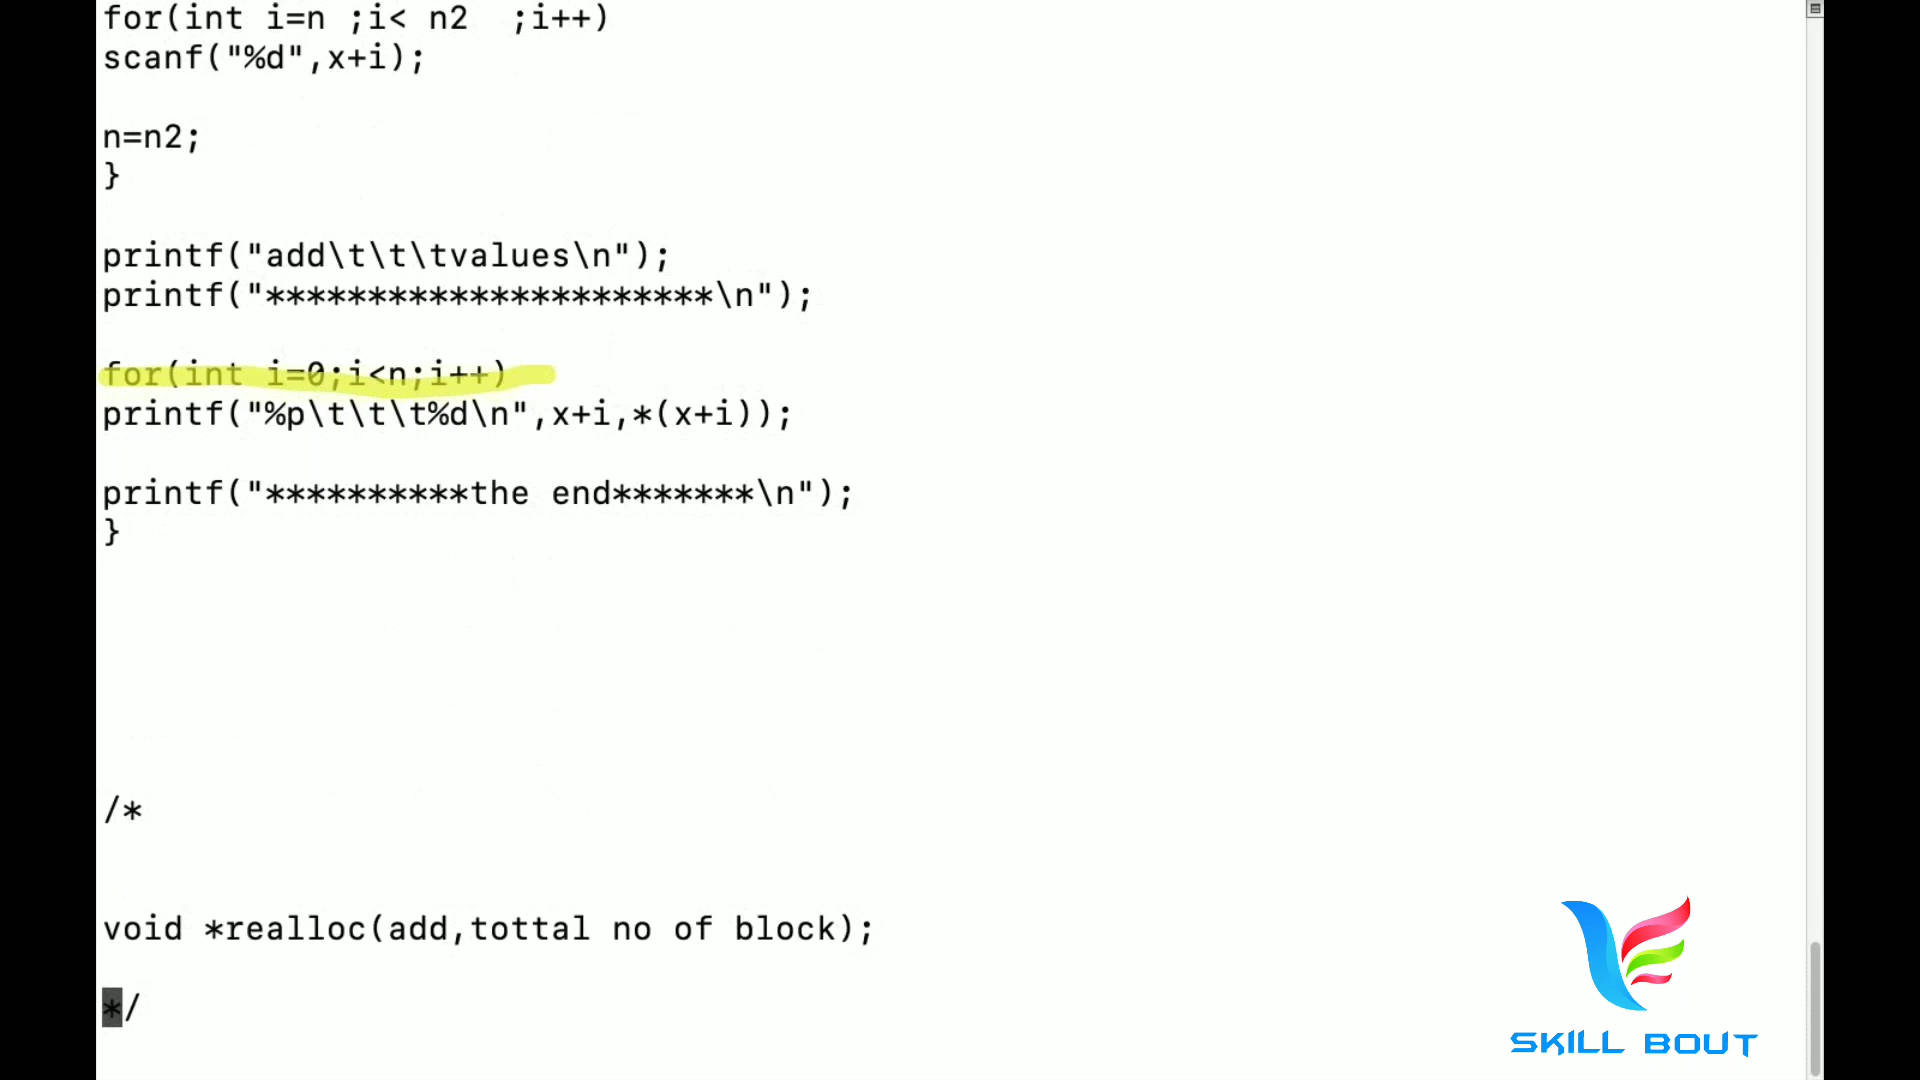 for(int i=n ;i< n2  ;i++)
scanf("%d",x+i);
n=n2;
}
printf("add\t\t\tvalues\n");
printf("**********************\n");
for(int i=0;i<n;i++)
printf("%p\t\t\t%d\n",x+i,*(x+i));
printf("**********the end*******\n");
}
/*
void *realloc(add,tottal no of block);
*/
SKILL BOUT